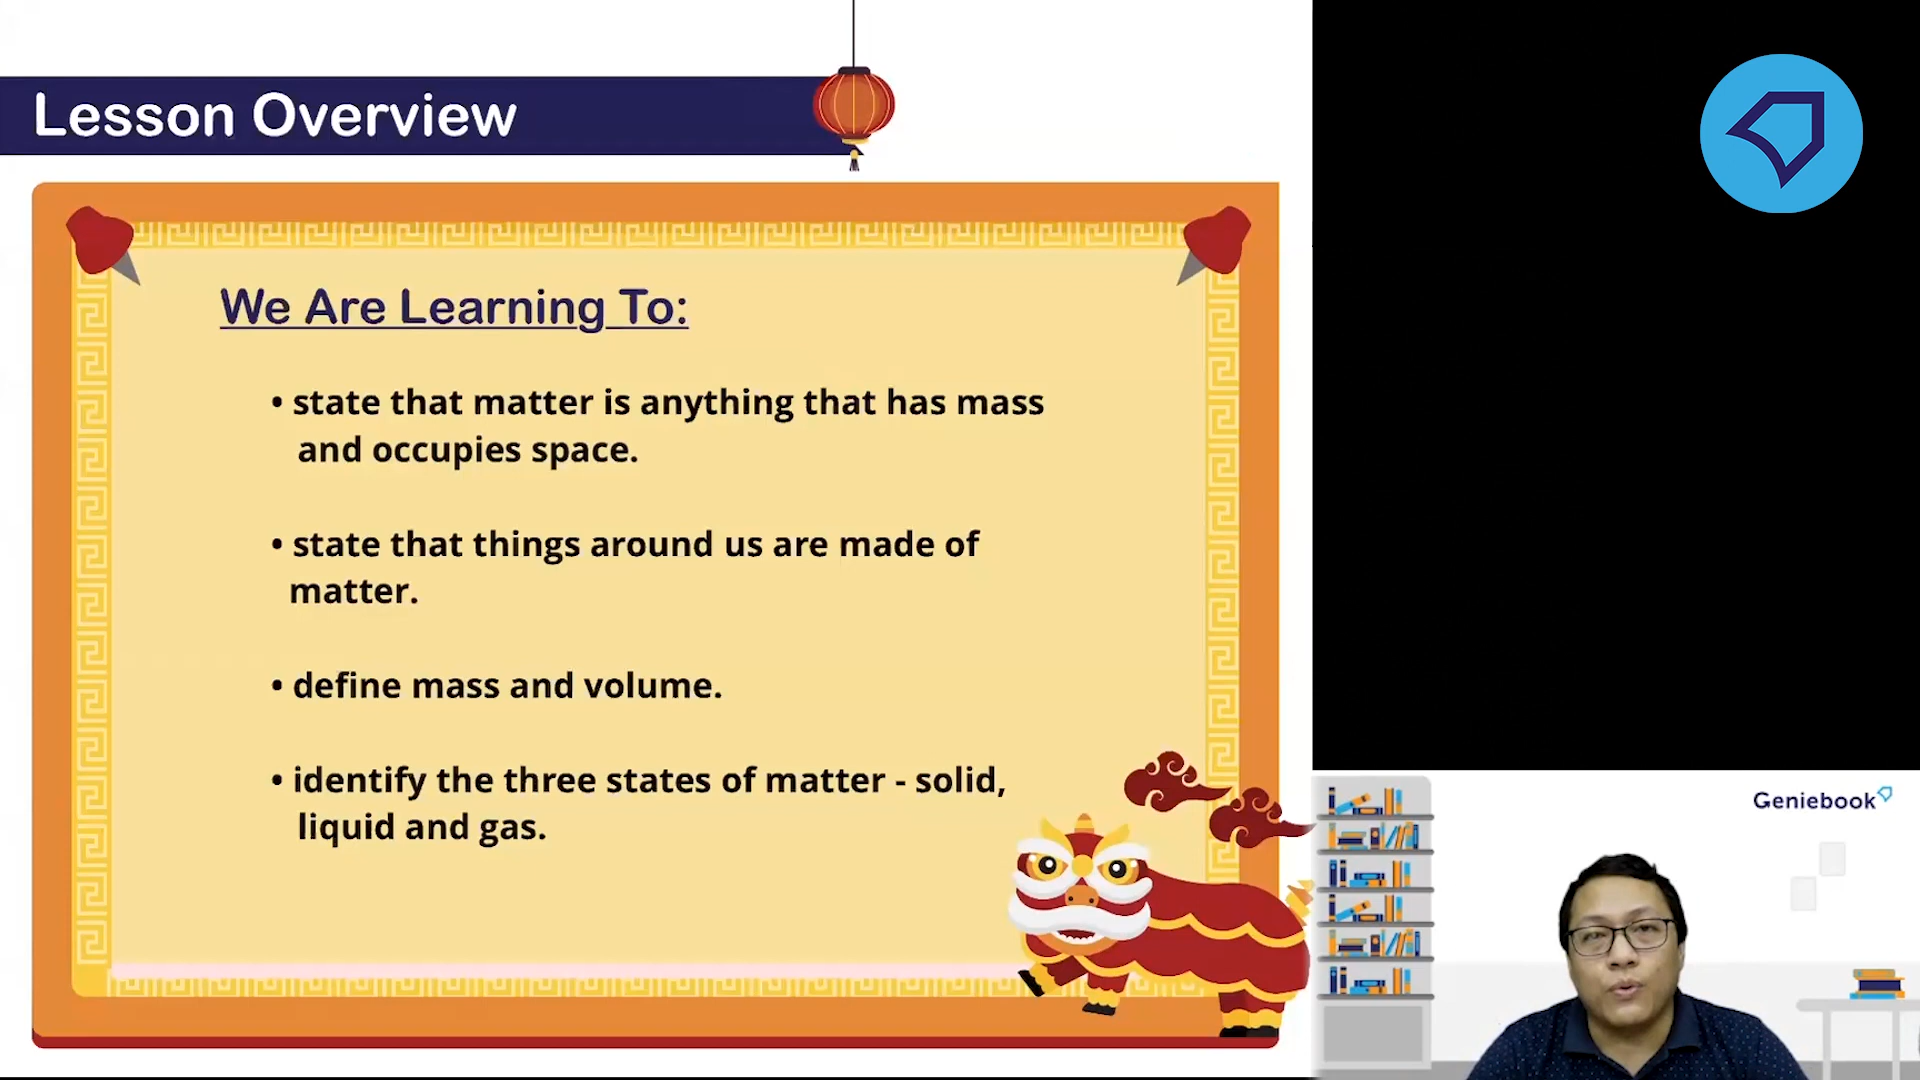 Lesson Overview
We Are Learning To:
• state that matter is anything that has mass
and occupies space.
• state that things around us are made of
matter.
• define mass and volume.
• identify the three states of matter - solid,
liquid and gas.
Geniebook